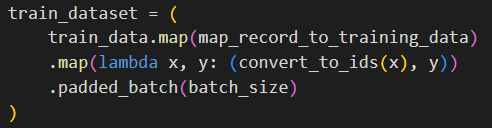 train_dataset = (
    train_data.map(map_record_to_training_data)
    .map(lambda x, y: (convert_to_ids(x), y))
    .padded_batch(batch_size)
)